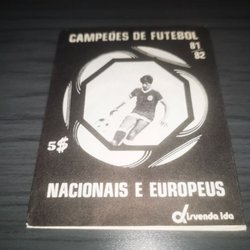 CAMPEÕES DE FUTEBOL
81
82
5$
NACIONAIS E EUROPEUS
disvenda lda